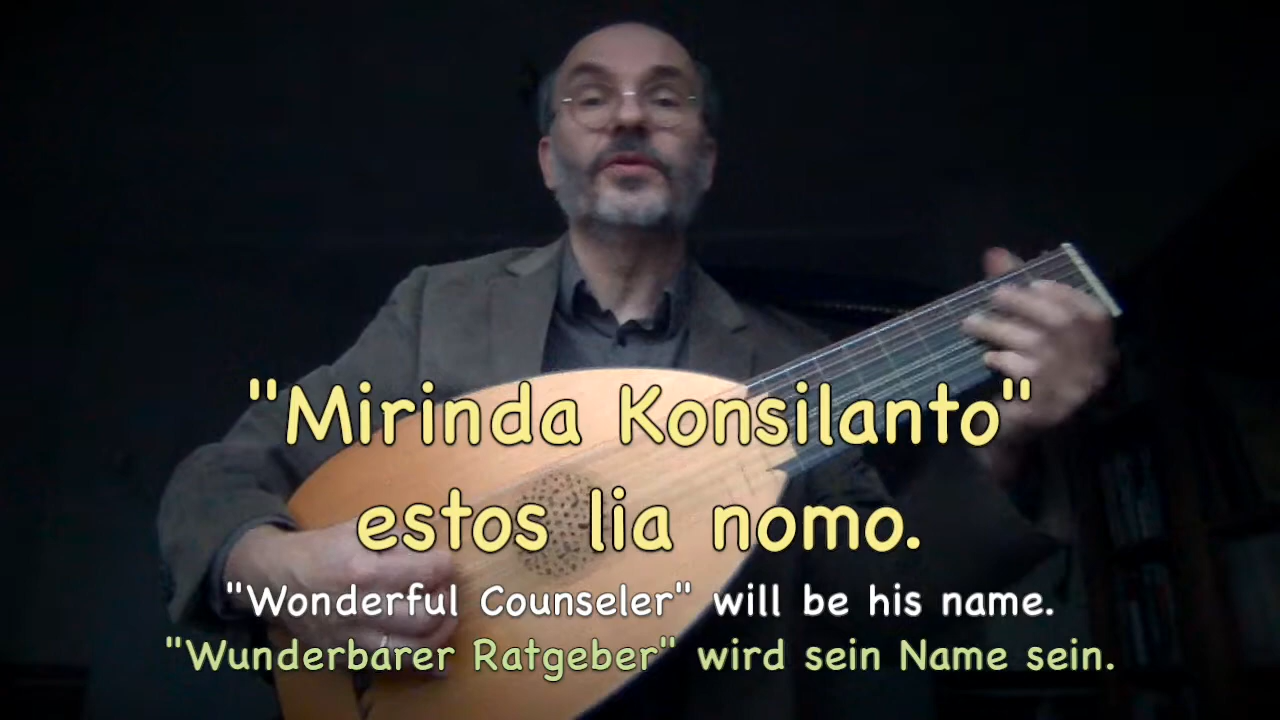 "Mirinda Konsilanto"
estos lia nomo.
"Wonderful Counseler" will be his name.
"Wunderbarer Ratgeber" wird sein Name sein.